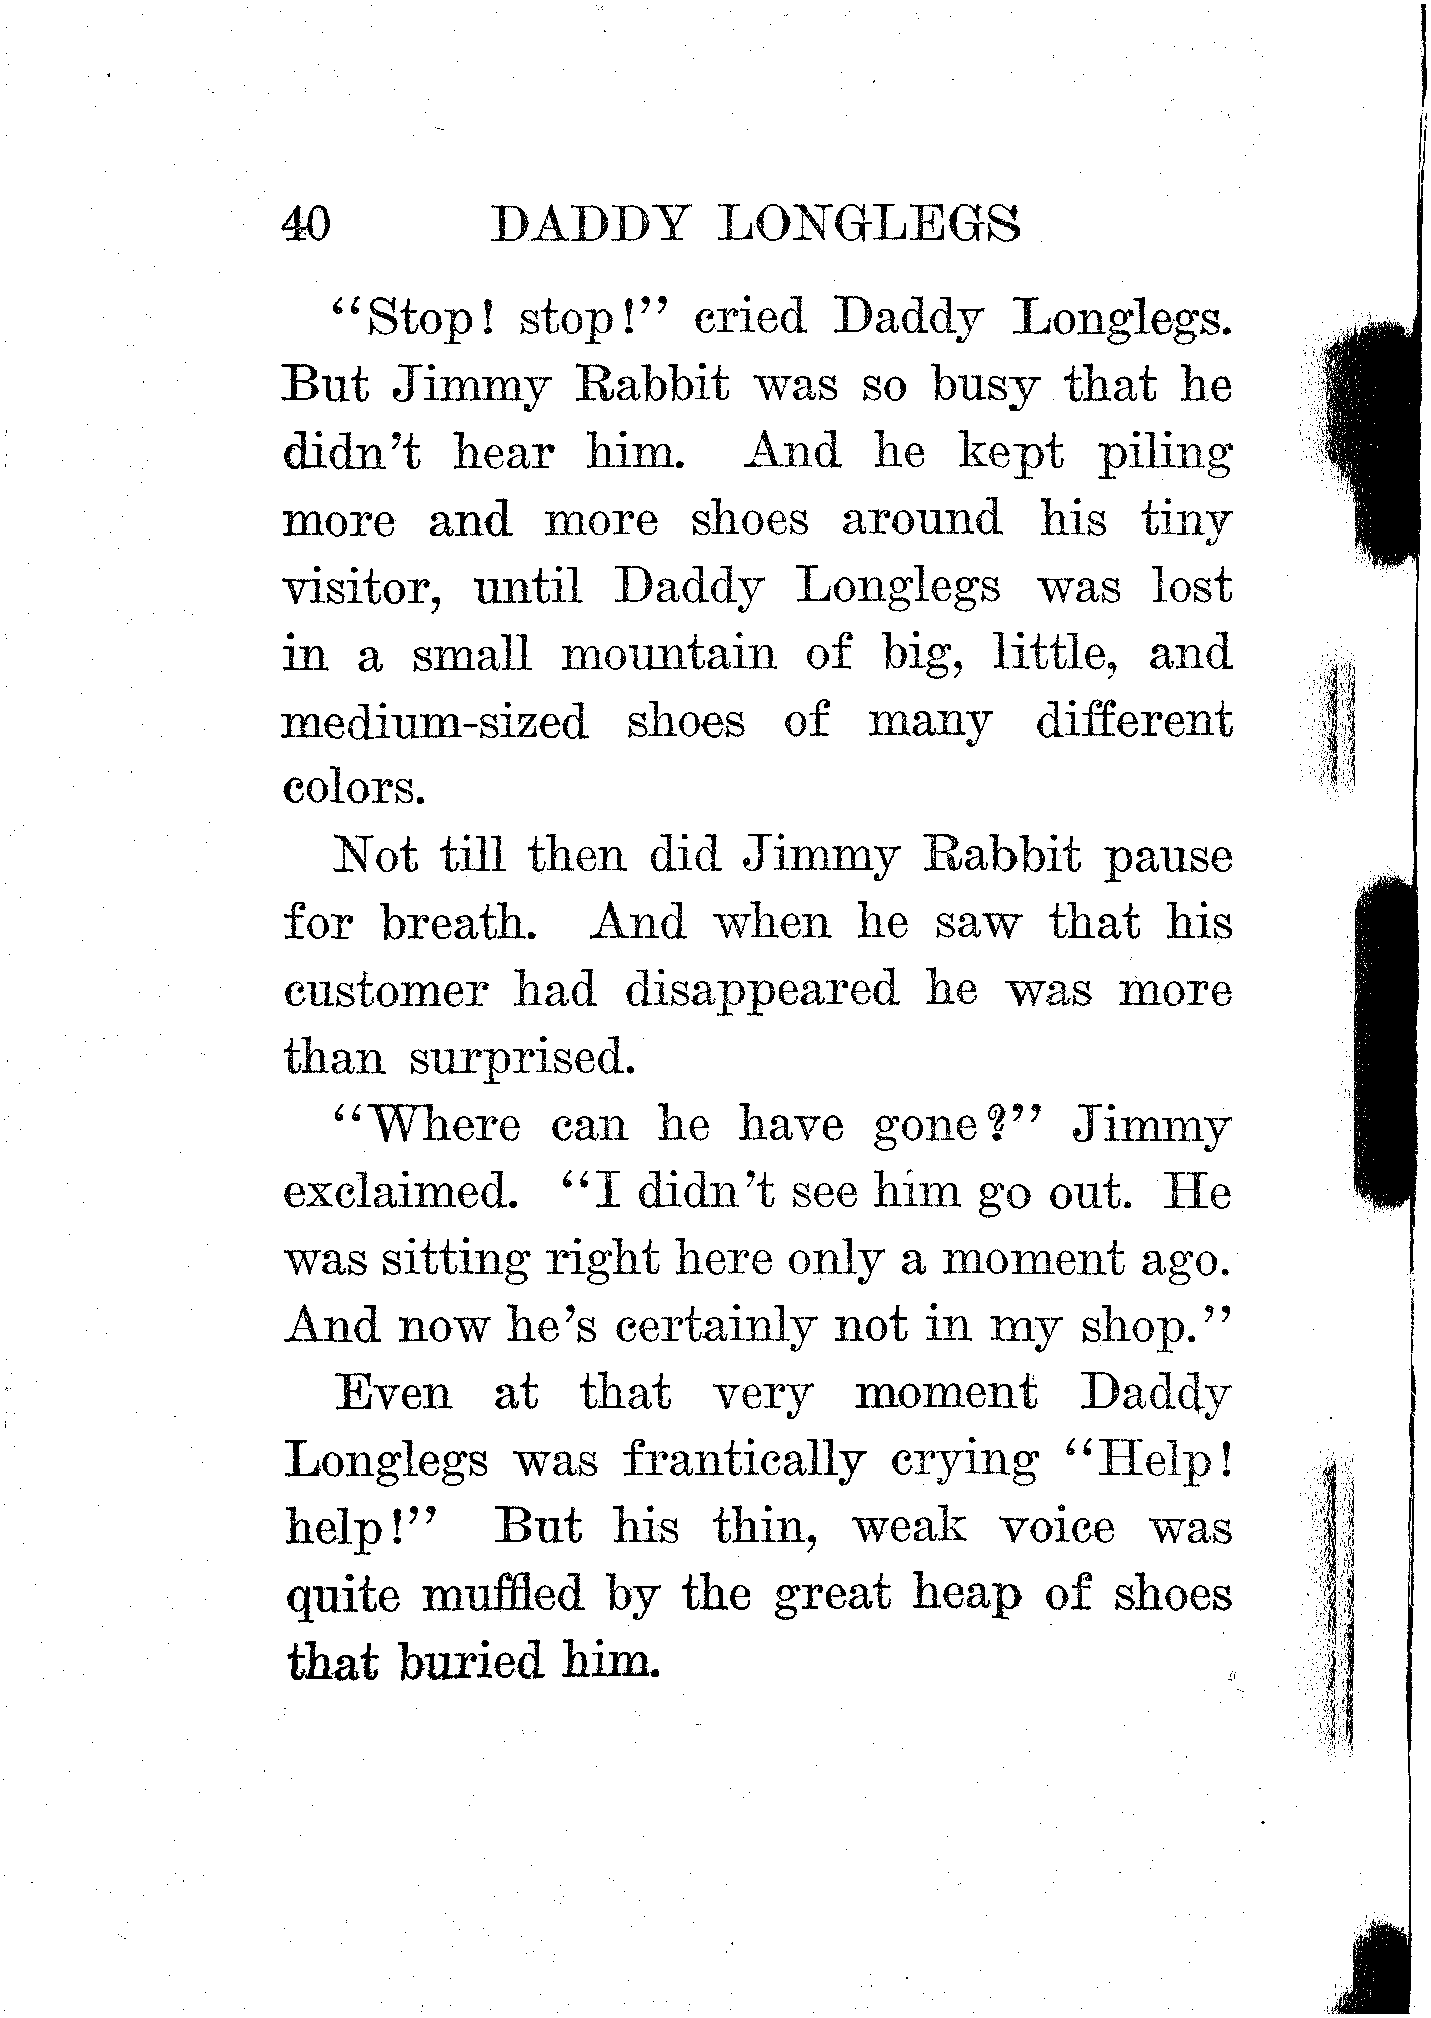 40 DADDY LONGLEGS
“Stop! stop!” cried Daddy Longlegs.
But Jimmy Rabbit was so busy that he
didn’t hear him. And he kept piling
more and more shoes around his tiny
visitor, until Daddy Longlegs was lost
in a small mountain of big, little, and
medium-sized shoes of many different
colors.
Not till then did Jimmy Rabbit pause
for breath. And when he saw that his
customer had disappeared he was more
than surprised.
“Where can he have gone?” Jimmy
exclaimed. “I didn’t see him go out. He
was sitting right here only a moment ago.
And now he’s certainly not in my shop.”
Even at that very moment Daddy
Longlegs was frantically crying “Help!
help!” But his thin, weak voice was
quite muffled by the great heap of shoes
that buried him.